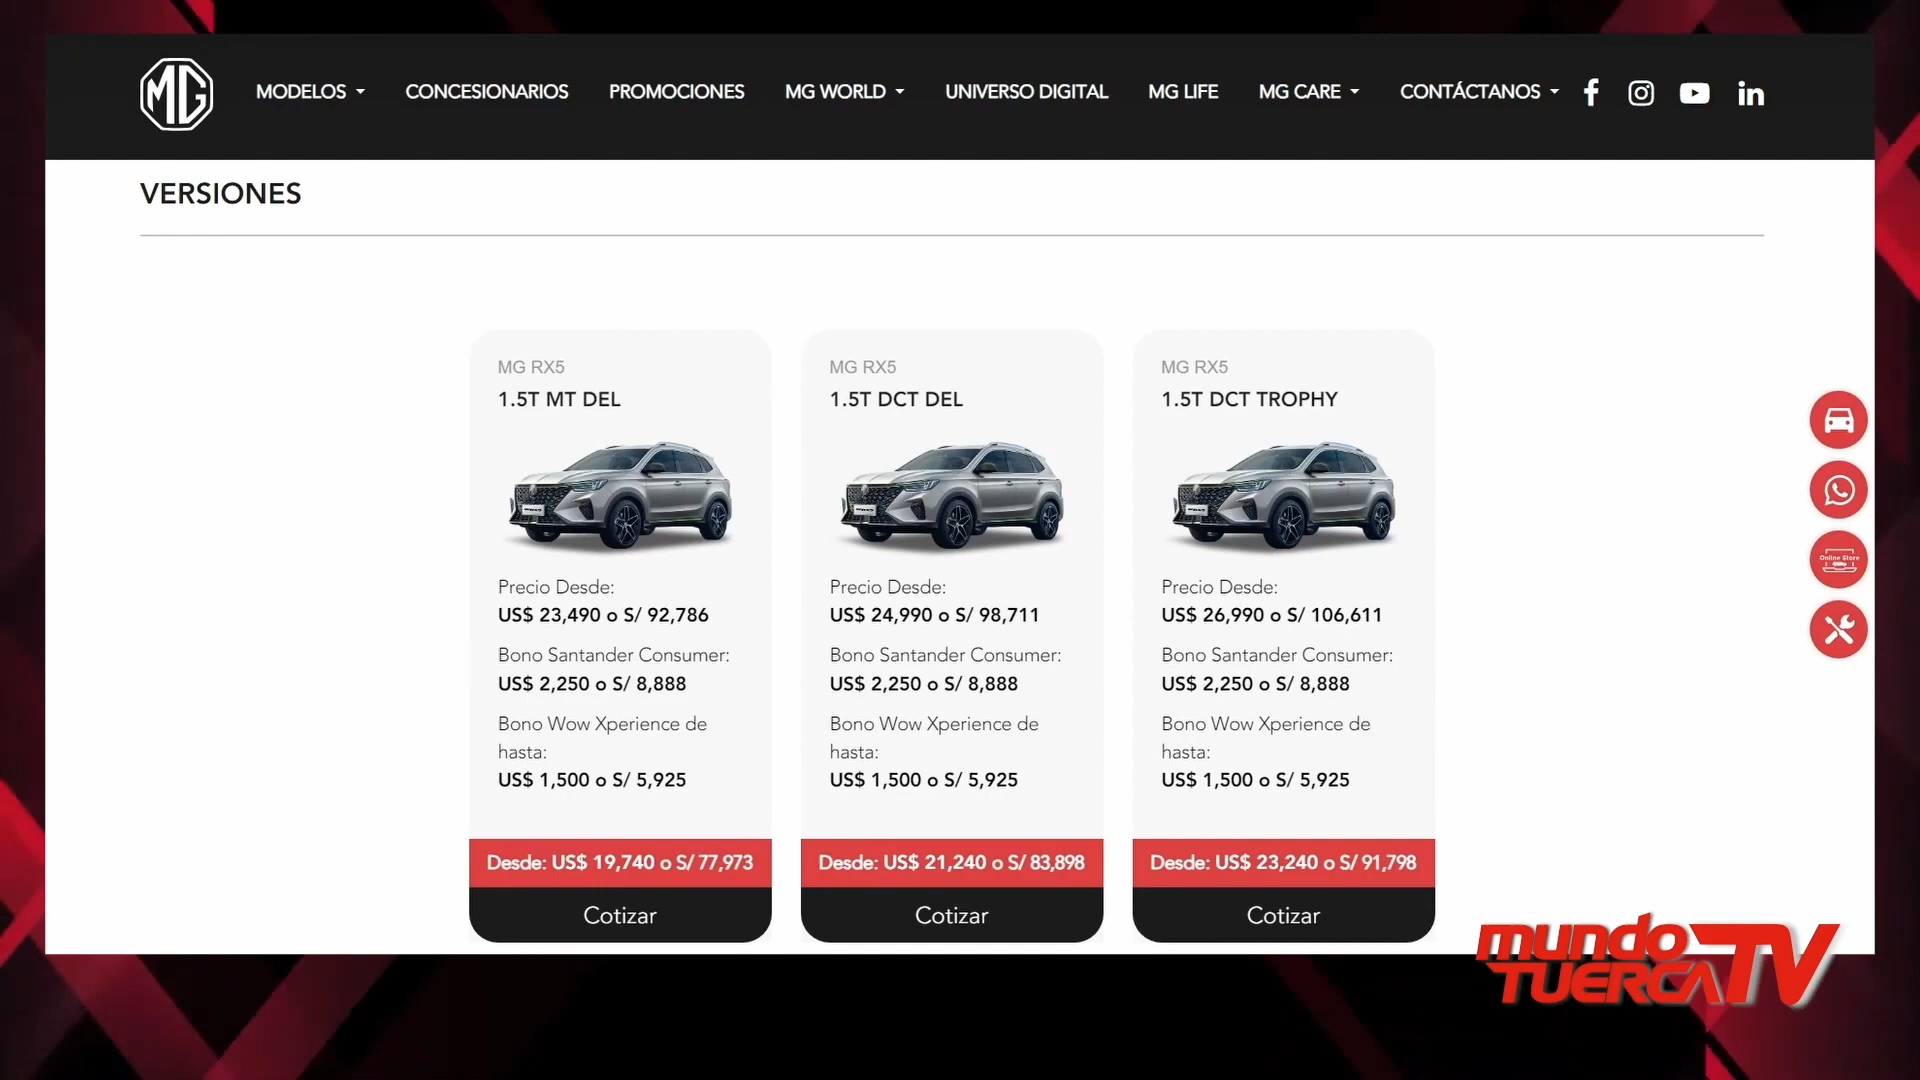 MG
MODELOS
CONCESIONARIOS
PROMOCIONES
MG WORLD
UNIVERSO DIGITAL
MG LIFE
MG CARE
CONTÁCTANOS
VERSIONES
MG RX5
1.5T MT DEL
Precio Desde:
US$ 23,490 o S/ 92,786
Bono Santander Consumer:
US$ 2,250 o S/ 8,888
Bono Wow Xperience de
hasta:
US$ 1,500 o S/ 5,925
Desde: US$ 19,740 o S/ 77,973
Cotizar
MG RX5
1.5T DCT DEL
Precio Desde:
US$ 24,990 o S/ 98,711
Bono Santander Consumer:
US$ 2,250 o S/ 8,888
Bono Wow Xperience de
hasta:
US$ 1,500 o S/ 5,925
Desde: US$ 21,240 o S/ 83,898
Cotizar
MG RX5
1.5T DCT TROPHY
Precio Desde:
US$ 26,990 o S/ 106,611
Bono Santander Consumer:
US$ 2,250 o S/ 8,888
Bono Wow Xperience de
hasta:
US$ 1,500 o S/ 5,925
Desde: US$ 23,240 o S/ 91,798
Cotizar
Online Store
mundo
TUERCA TV